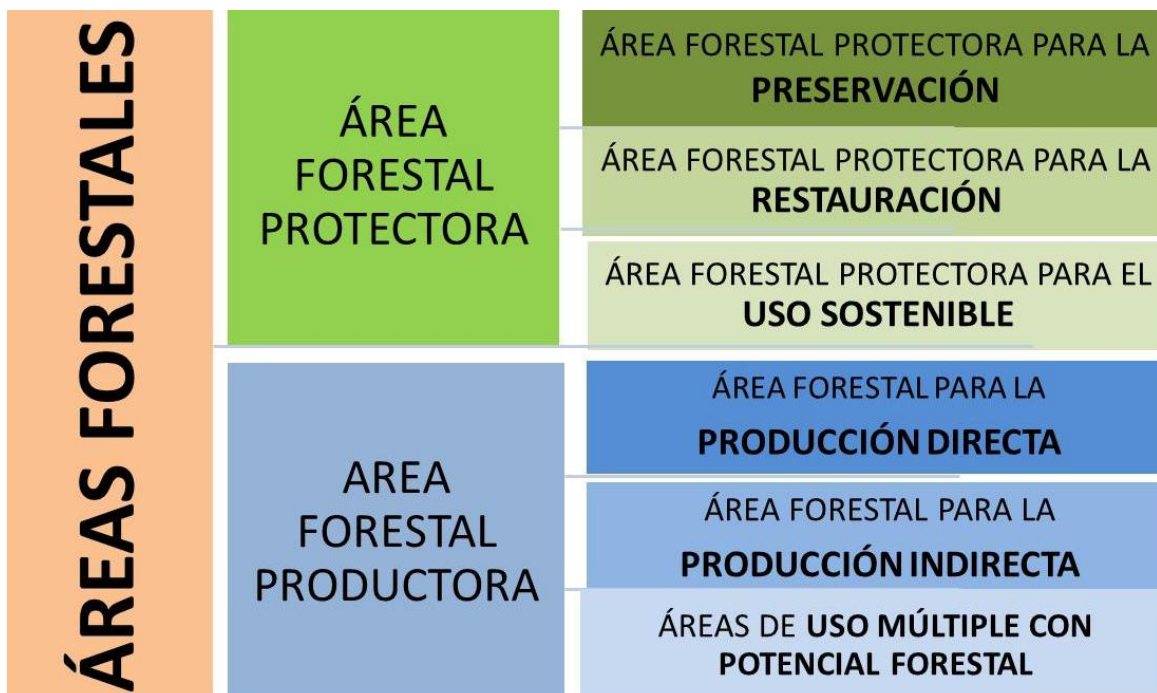 ÁREAS FORESTALES
ÁREA
FORESTAL
PROTECTORA
ÁREA FORESTAL PROTECTORA PARA LA
PRESERVACIÓN
ÁREA FORESTAL PROTECTORA PARA LA
RESTAURACIÓN
ÁREA FORESTAL PROTECTORA PARA EL
USO SOSTENIBLE
AREA
FORESTAL
PRODUCTORA
ÁREA FORESTAL PARA LA
PRODUCCIÓN DIRECTA
ÁREA FORESTAL PARA LA
PRODUCCIÓN INDIRECTA
ÁREAS DE USO MÚLTIPLE CON
POTENCIAL FORESTAL